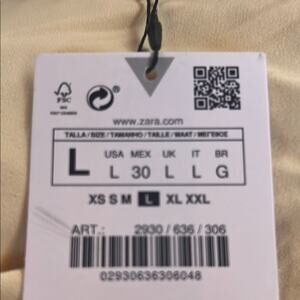 FSC
www.zara.com
TALLA/SIZE/TAMANHO/TAILLE/MAAT/ΜΕΓΕΘΟΣ
L USA MEX UK IT BR
L 30 L L G
XS S M L XL XXL
ART.: 2930 / 636 / 306
02930636306048